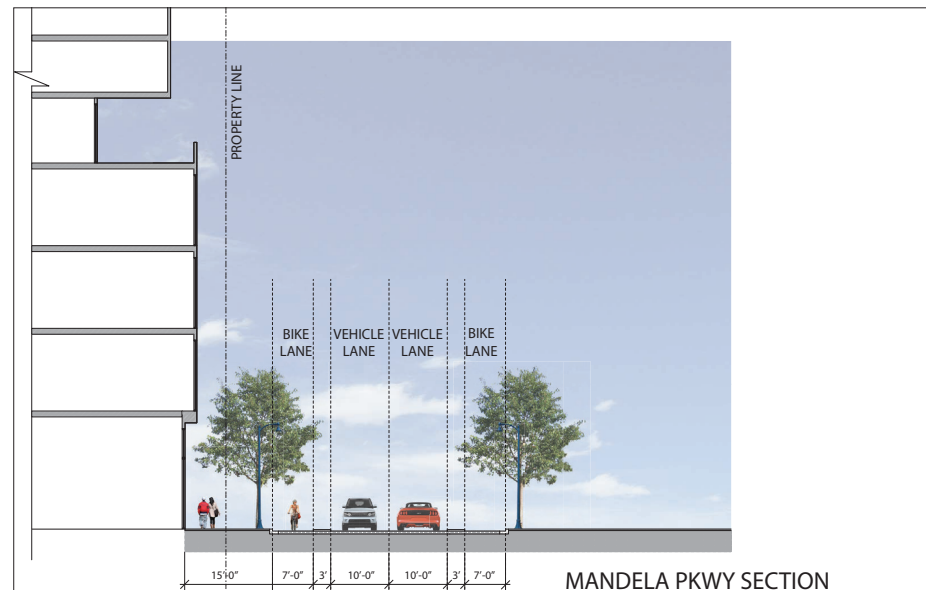 PROPERTY LINE
BIKE
LANE
VEHICLE
LANE
VEHICLE
LANE
BIKE
LANE
15'-0"
7'-0"
3'
10'-0"
10'-0"
3'
7'-0"
MANDELA PKWY SECTION